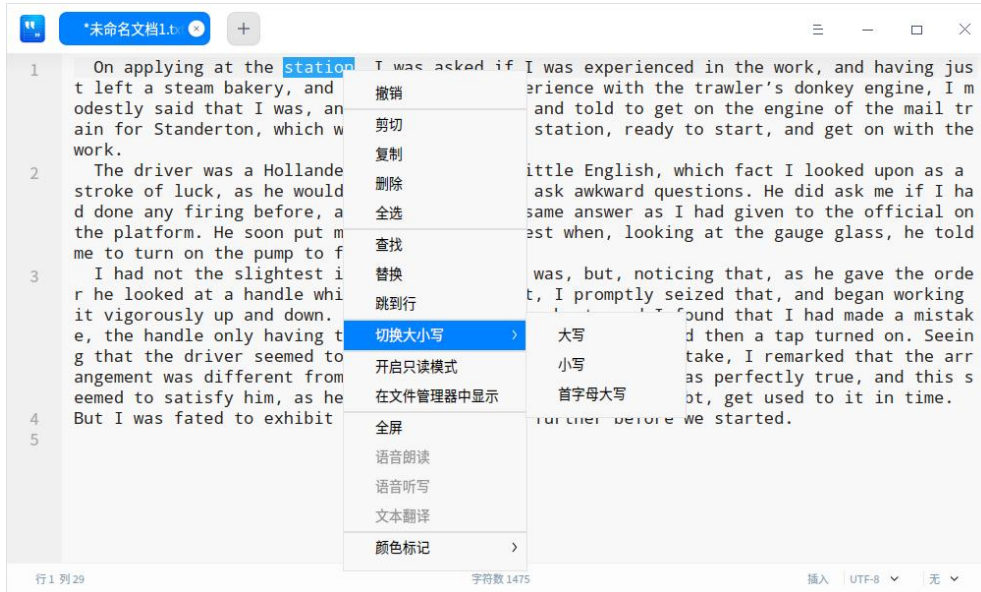 *未命名文档1.tx
1 On applying at the station I was asked if I was experienced in the work, and having jus
t left a steam bakery, and erience with the trawler’s donkey engine, I m
odestly said that I was, an and told to get on the engine of the mail tr
ain for Standerton, which w station, ready to start, and get on with the
work.
2 The driver was a Hollande ittle English, which fact I looked upon as a
stroke of luck, as he would ask awkward questions. He did ask me if I ha
d done any firing before, a same answer as I had given to the official on
the platform. He soon put m est when, looking at the gauge glass, he told
me to turn on the pump to f
3 I had not the slightest i was, but, noticing that, as he gave the orde
r he looked at a handle whi t, I promptly seized that, and began working
it vigorously up and down. I found that I had made a mistak
e, the handle only having t d then a tap turned on. Seein
g that the driver seemed to take, I remarked that the arr
angement was different from as perfectly true, and this s
eemed to satisfy him, as he bt, get used to it in time.
4 But I was fated to exhibit further before we started.
5
撤销
剪切
复制
删除
全选
查找
替换
跳到行
切换大小写
开启只读模式
在文件管理器中显示
全屏
语音朗读
语音听写
文本翻译
颜色标记
大写
小写
首字母大写
行 1 列 29 字符数 1475 插入 UTF-8 无